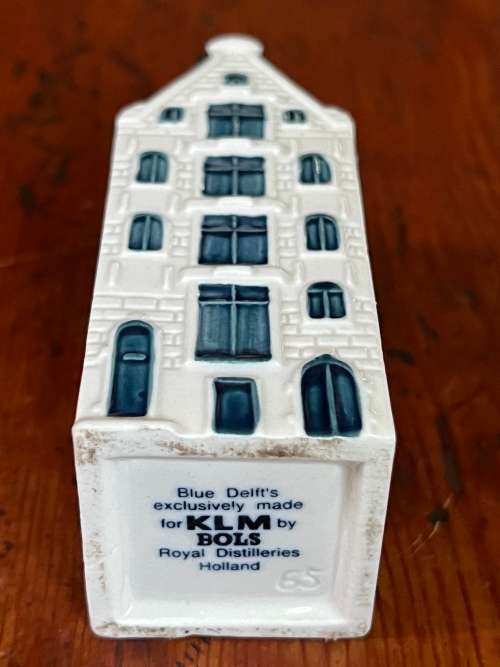 Blue Delft's
exclusively made
for KLM by
BOLS
Royal Distilleries
Holland
65